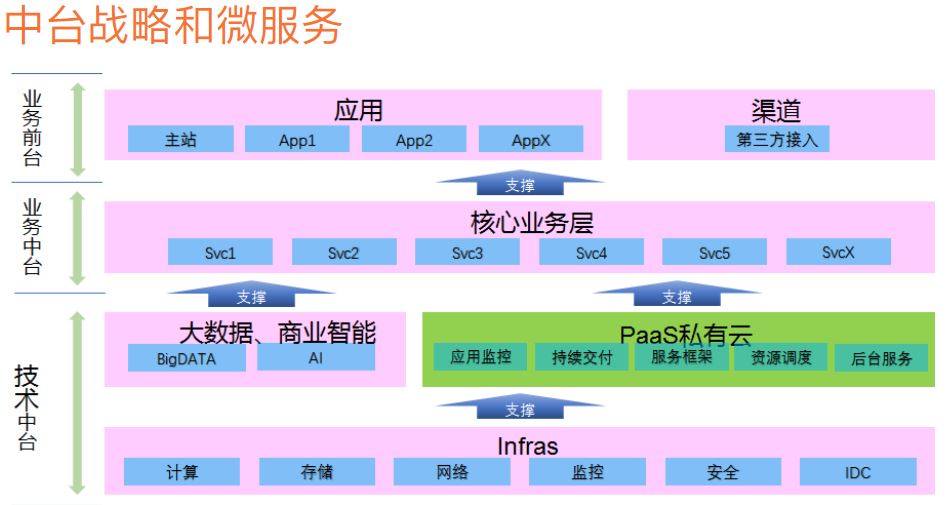 中台战略和微服务
业务前台
应用
主站
App1
App2
AppX
渠道
第三方接入
支撑
业务中台
核心业务层
Svc1
Svc2
Svc3
Svc4
Svc5
SvcX
支撑
支撑
技术中台
大数据、商业智能
BigDATA
AI
PaaS私有云
应用监控
持续交付
服务框架
资源调度
后台服务
支撑
Infras
计算
存储
网络
监控
安全
IDC